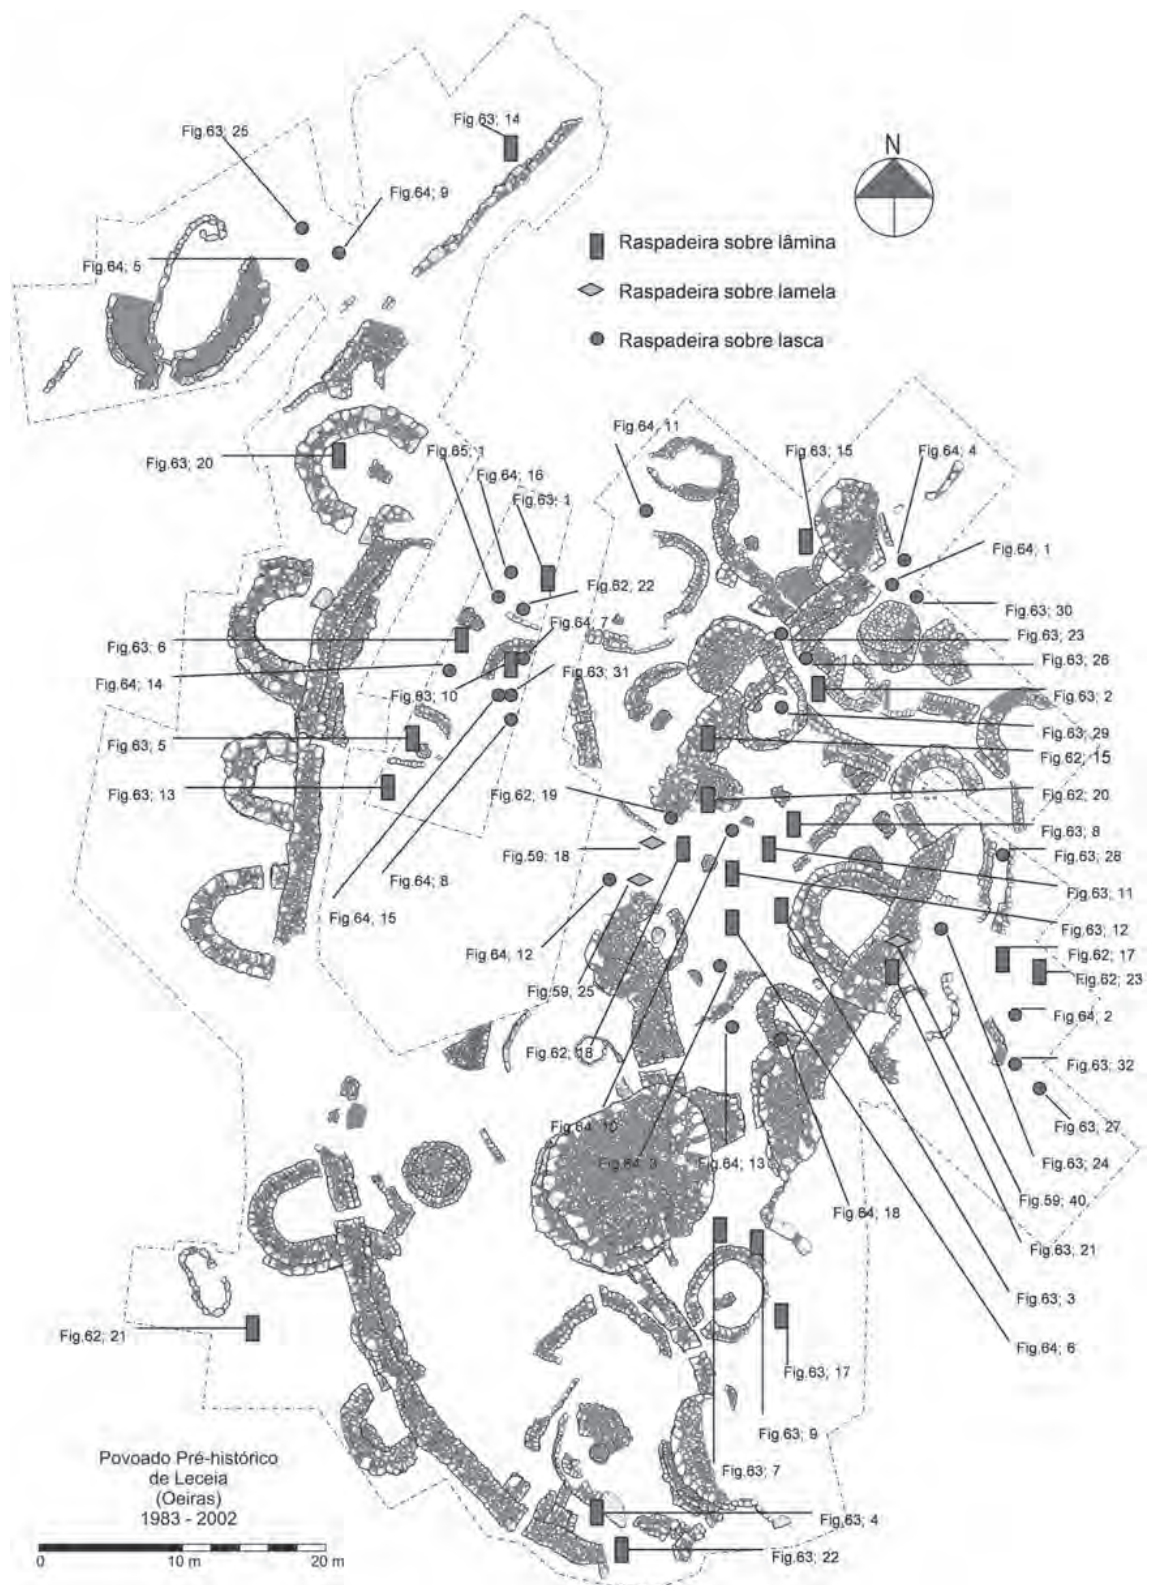 Fig.63; 14
Fig.63; 25
Fig.64; 9
Fig.64; 5
N
Raspadeira sobre lâmina
Raspadeira sobre lamela
Raspadeira sobre lasca
Fig.63; 20
Fig.65; 1
Fig.64; 16
Fig.63; 1
Fig.64; 11
Fig.63; 15
Fig.64; 4
Fig.64; 1
Fig.62; 22
Fig.63; 30
Fig.64; 7
Fig.63; 23
Fig.63; 6
Fig.63; 26
Fig.63; 31
Fig.64; 14
Fig.63; 10
Fig.63; 2
Fig.63; 29
Fig.63; 5
Fig.62; 15
Fig.63; 13
Fig.62; 19
Fig.62; 20
Fig.63; 8
Fig.59; 18
Fig.63; 28
Fig.64; 8
Fig.63; 11
Fig.64; 15
Fig.63; 12
Fig.64; 12
Fig.62; 17
Fig.59; 25
Fig.62; 23
Fig.64; 2
Fig.62; 18
Fig.63; 32
Fig.64; 10
Fig.63; 27
Fig.64; 3
Fig.64; 13
Fig.63; 24
Fig.59; 40
Fig.64; 18
Fig.63; 21
Fig.63; 3
Fig.62; 21
Fig.64; 6
Fig.63; 17
Fig.63; 9
Fig.63; 7
Povoado Pré-histórico
de Leceia
(Oeiras)
1983 - 2002
Fig.63; 4
0 10 m 20 m
Fig.63; 22